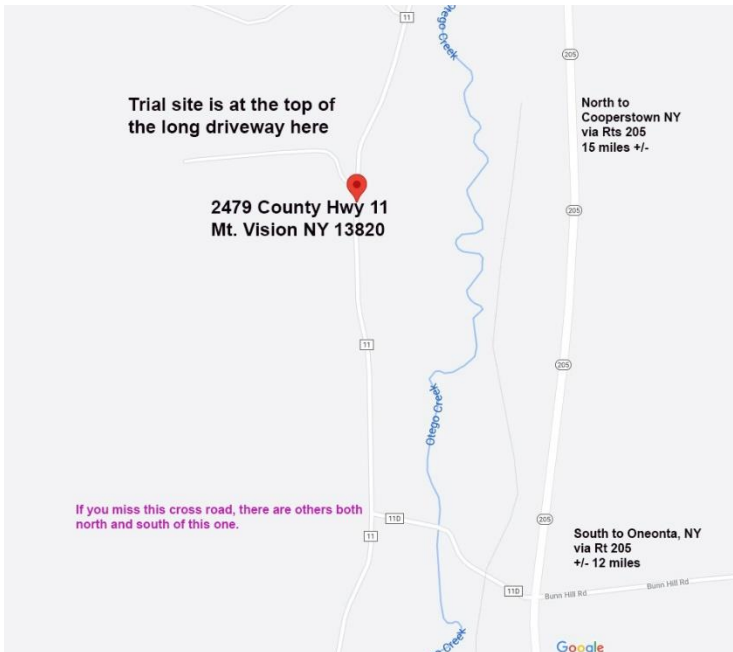 11
Otego
Creek
205
Trial site is at the top of
the long driveway here
North to
Cooperstown NY
via Rts 205
15 miles +/-
2479 County Hwy 11
Mt. Vision NY 13820
205
11
205
Otego Creek
If you miss this cross road, there are others both
north and south of this one.
11D
205
11
South to Oneonta, NY
via Rt 205
+/- 12 miles
11D
Bunn Hill Rd
Bunn Hill Rd
Creek
Google